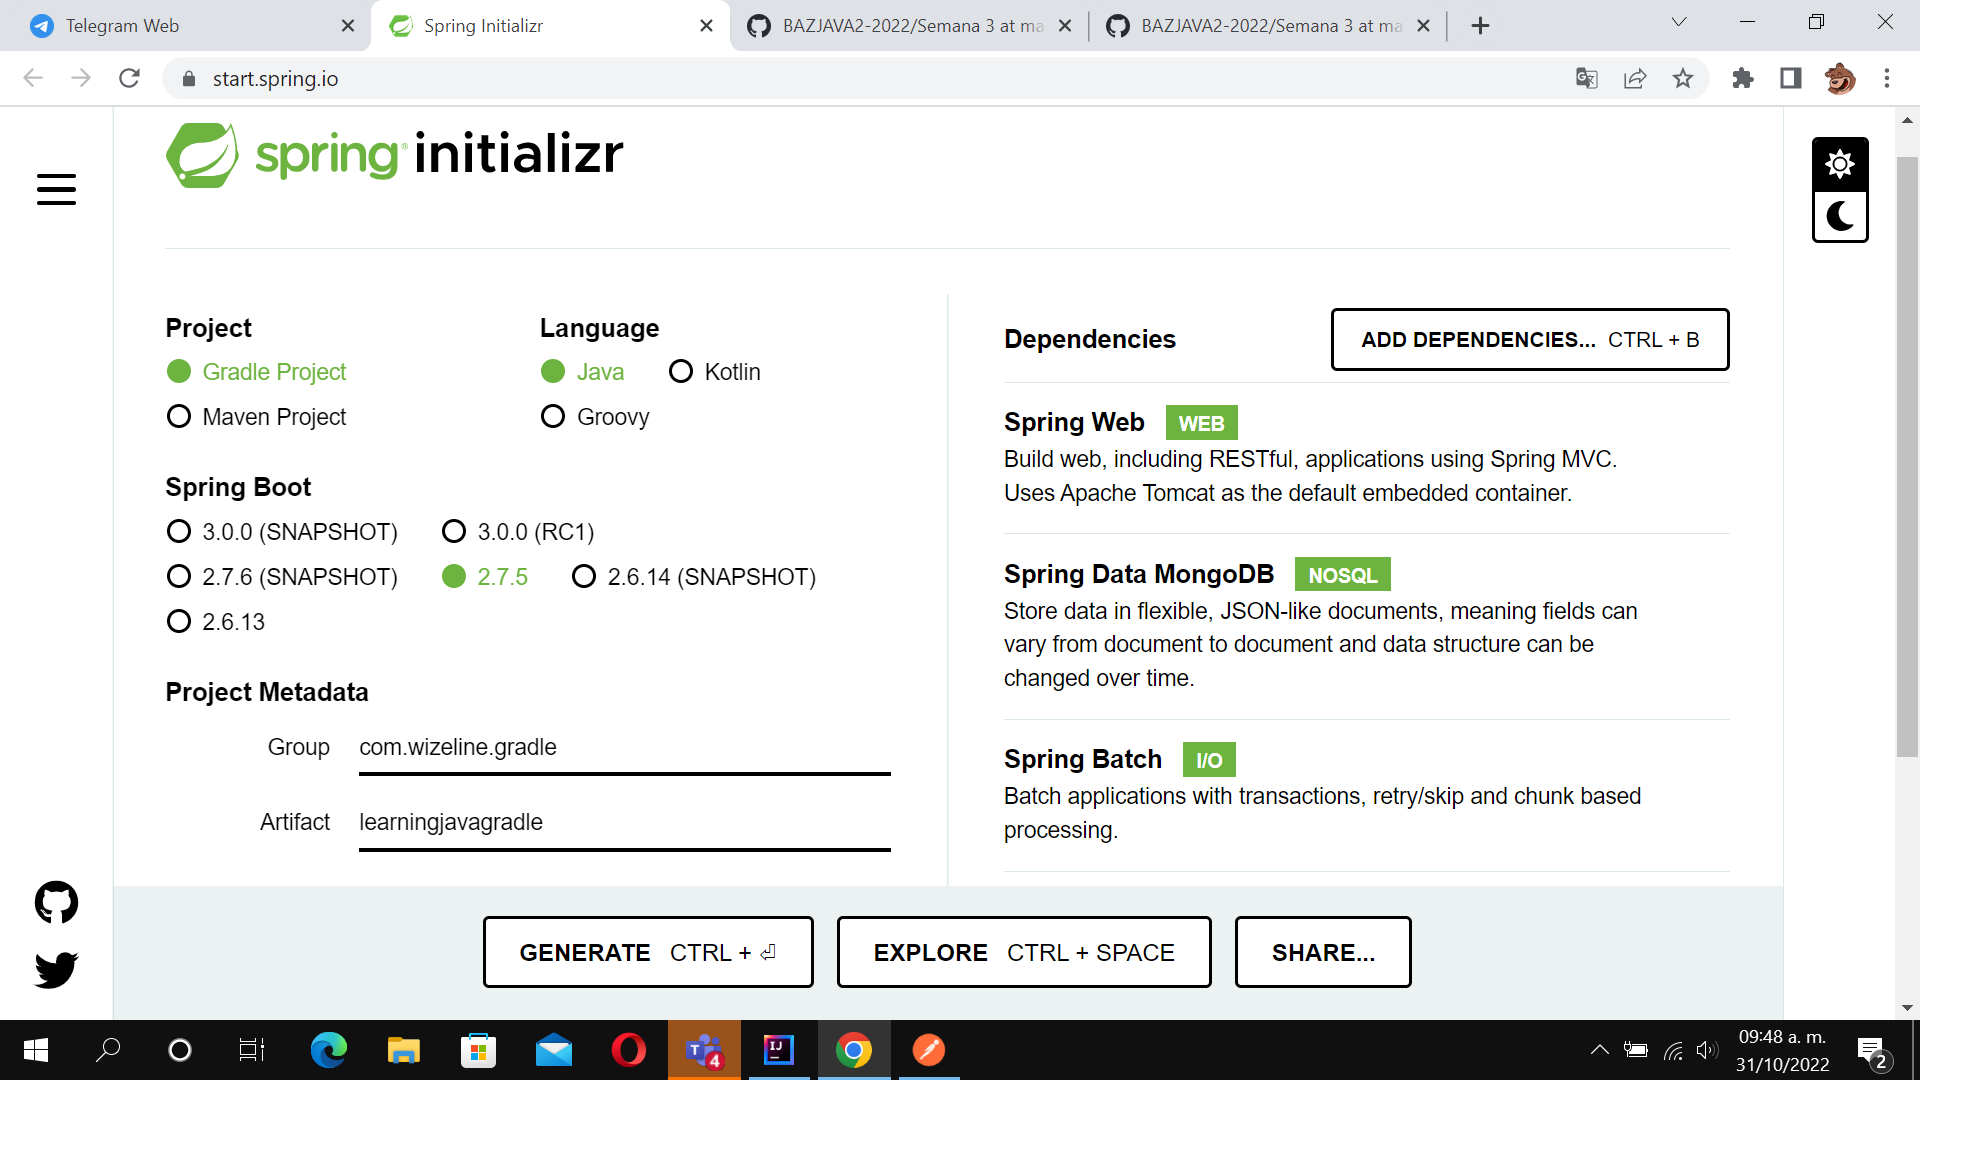 Telegram Web
Spring Initializr
BAZJAVA2-2022/Semana 3 at ma
BAZJAVA2-2022/Semana 3 at ma
start.spring.io
spring initializr
Project
Gradle Project
Maven Project
Language
Java Kotlin
Groovy
Spring Boot
3.0.0 (SNAPSHOT) 3.0.0 (RC1)
2.7.6 (SNAPSHOT) 2.7.5 2.6.14 (SNAPSHOT)
2.6.13
Project Metadata
Group com.wizeline.gradle
Artifact learningjavagradle
Dependencies
ADD DEPENDENCIES... CTRL + B
Spring Web WEB
Build web, including RESTful, applications using Spring MVC.
Uses Apache Tomcat as the default embedded container.
Spring Data MongoDB NOSQL
Store data in flexible, JSON-like documents, meaning fields can
vary from document to document and data structure can be
changed over time.
Spring Batch I/O
Batch applications with transactions, retry/skip and chunk based
processing.
GENERATE CTRL + ⏎
EXPLORE CTRL + SPACE
SHARE...
T 4
IJ
09:48 a. m.
31/10/2022
2